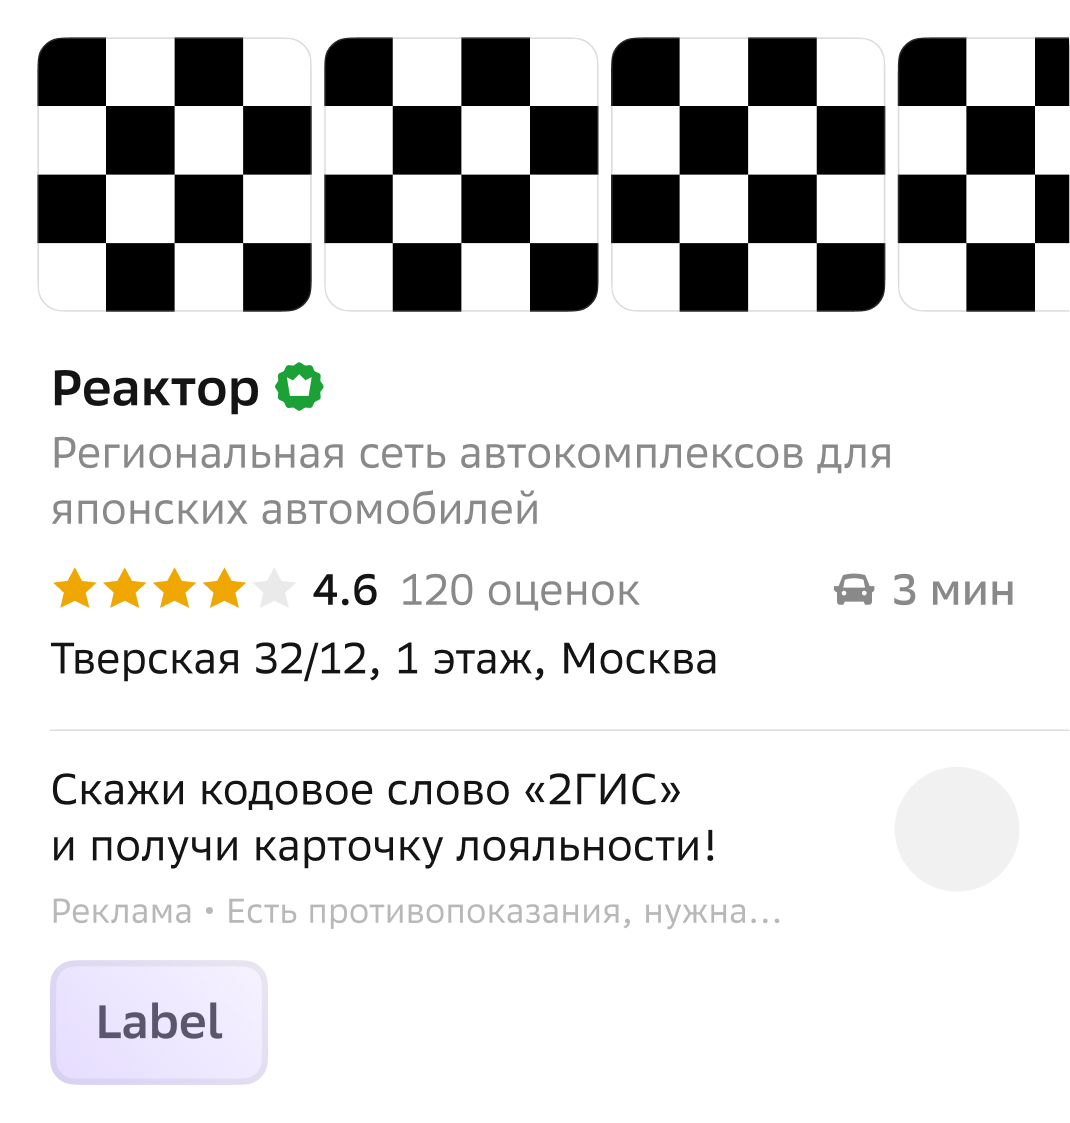 Реактор
Региональная сеть автокомплексов для
японских автомобилей
4.6 120 оценок 3 мин
Тверская 32/12, 1 этаж, Москва
Скажи кодовое слово «2ГИС»
и получи карточку лояльности!
Реклама • Есть противопоказания, нужна...
Label